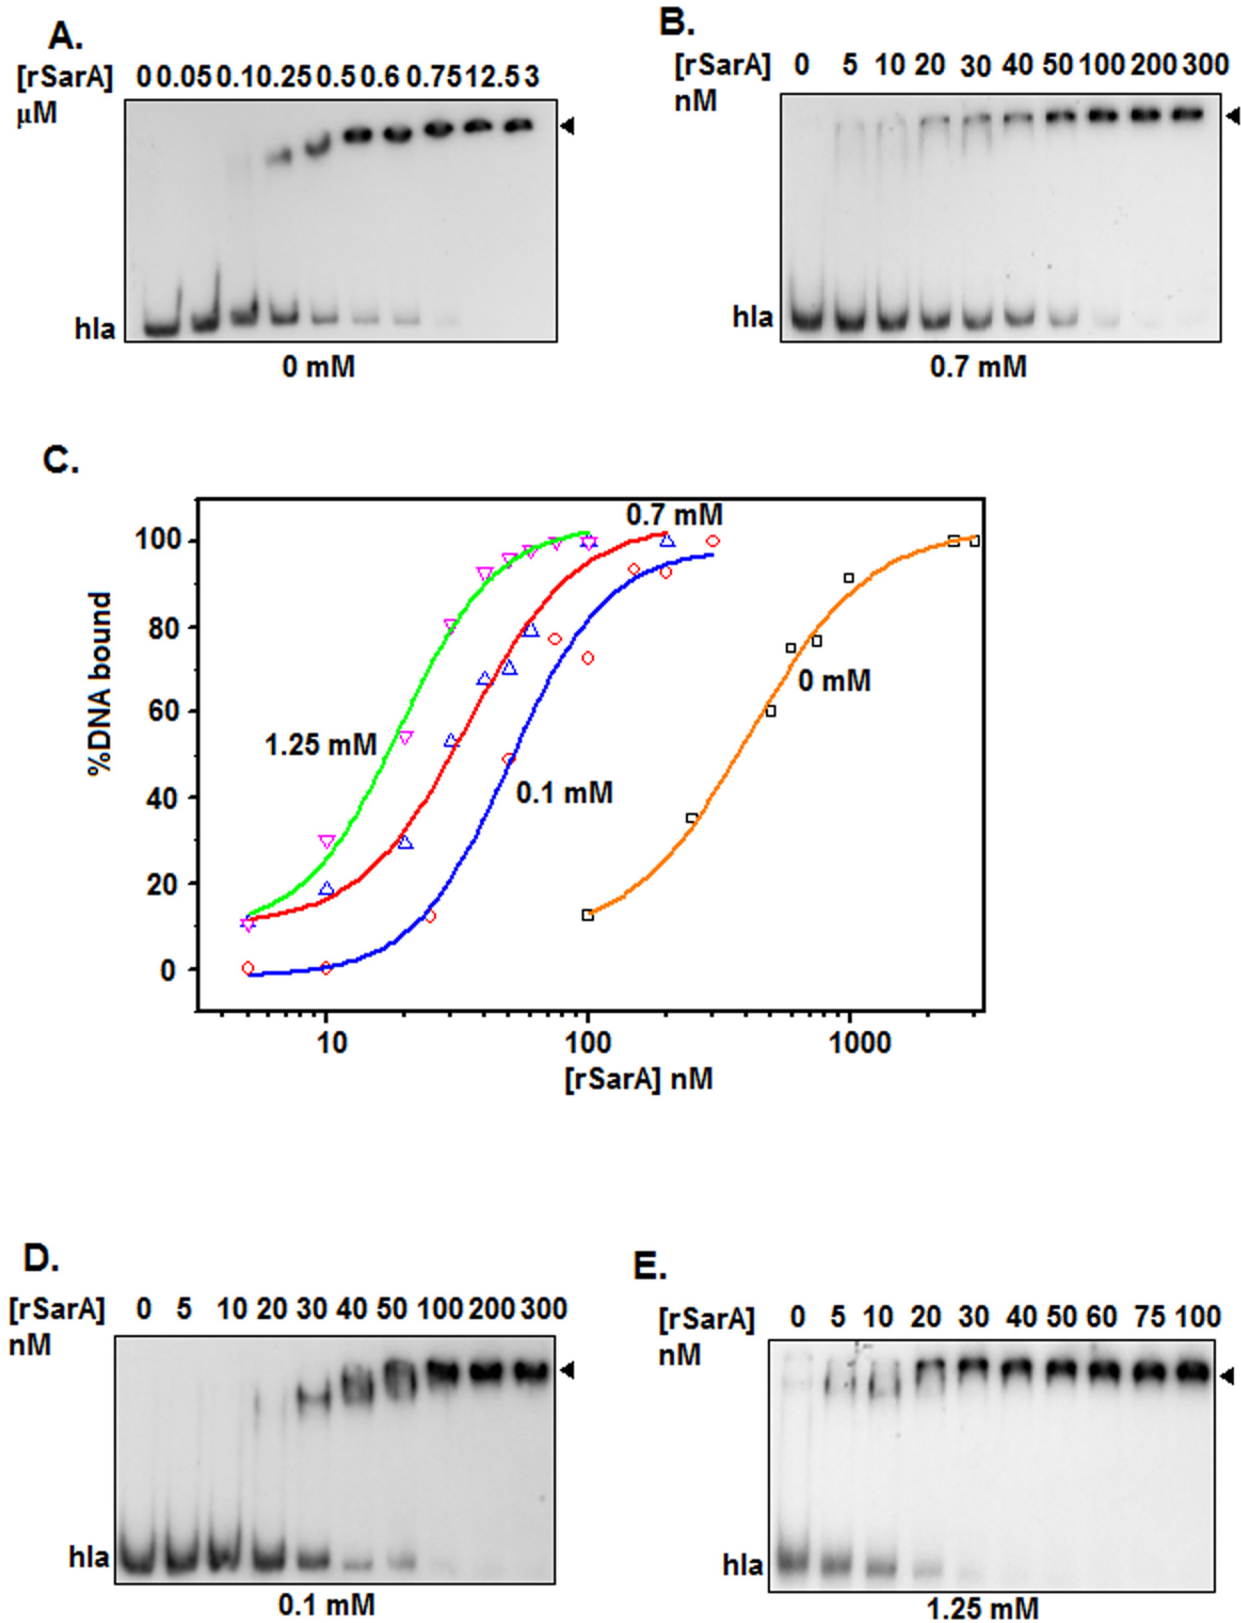 A.
[rSarA] 0 0.05 0.10 0.25 0.5 0.6 0.75 1 2.5 3
µM
hla
0 mM
B.
[rSarA] 0 5 10 20 30 40 50 100 200 300
nM
hla
0.7 mM
C.
0.7 mM
100
80
60
40
20
0
%DNA bound
1.25 mM
0.1 mM
0 mM
10 100 1000
[rSarA] nM
D.
[rSarA] 0 5 10 20 30 40 50 100 200 300
nM
hla
0.1 mM
E.
[rSarA] 0 5 10 20 30 40 50 60 75 100
nM
hla
1.25 mM